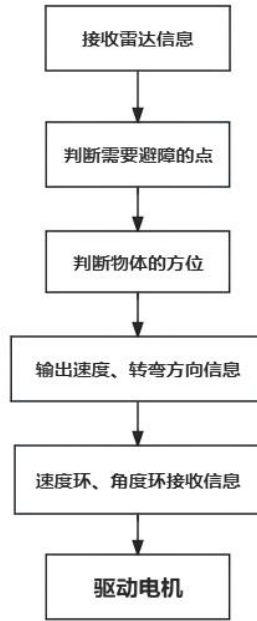 接收雷达信息
判断需要避障的点
判断物体的方位
输出速度、转弯方向信息
速度环、角度环接收信息
驱动电机